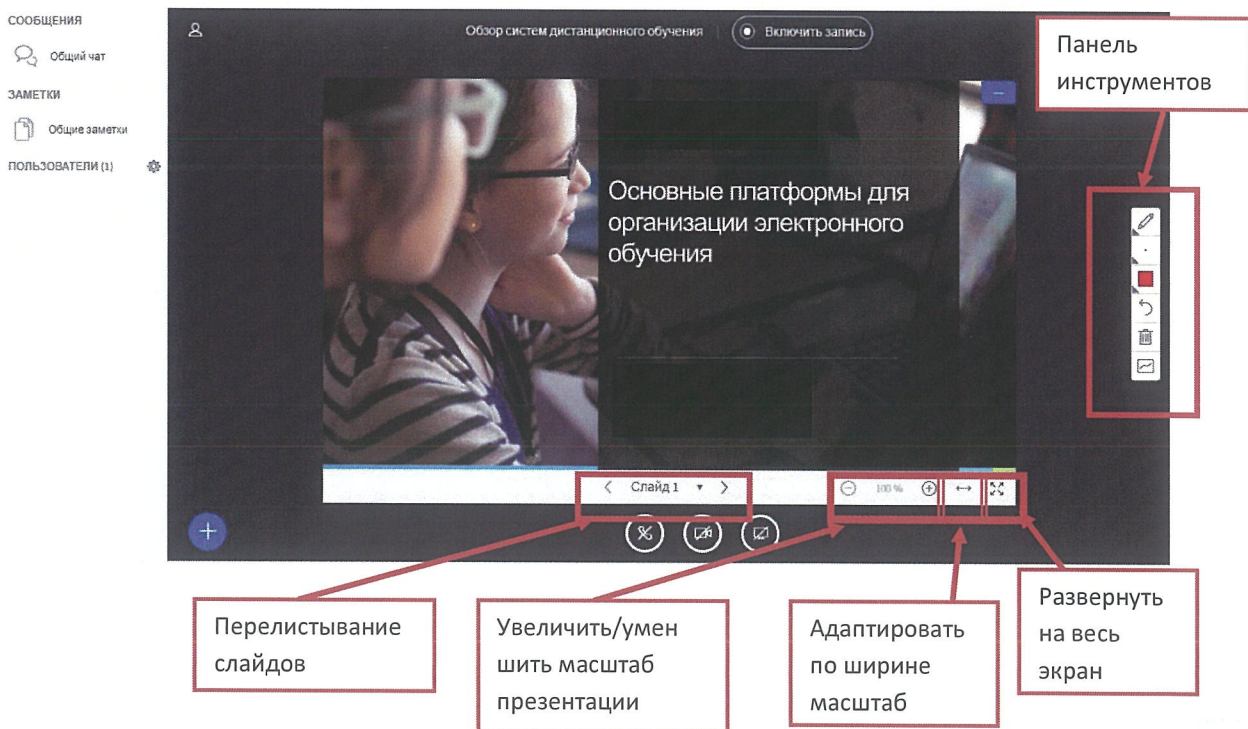 СООБЩЕНИЯ
Общий чат
ЗАМЕТКИ
Общие заметки
ПОЛЬЗОВАТЕЛИ (1)
Обзор систем дистанционного обучения
Включить запись
Панель
инструментов
Основные платформы для
организации электронного
обучения
Слайд 1
100 %
Перелистывание
слайдов
Увеличить/умен
шить масштаб
презентации
Адаптировать
по ширине
масштаб
Развернуть
на весь
экран